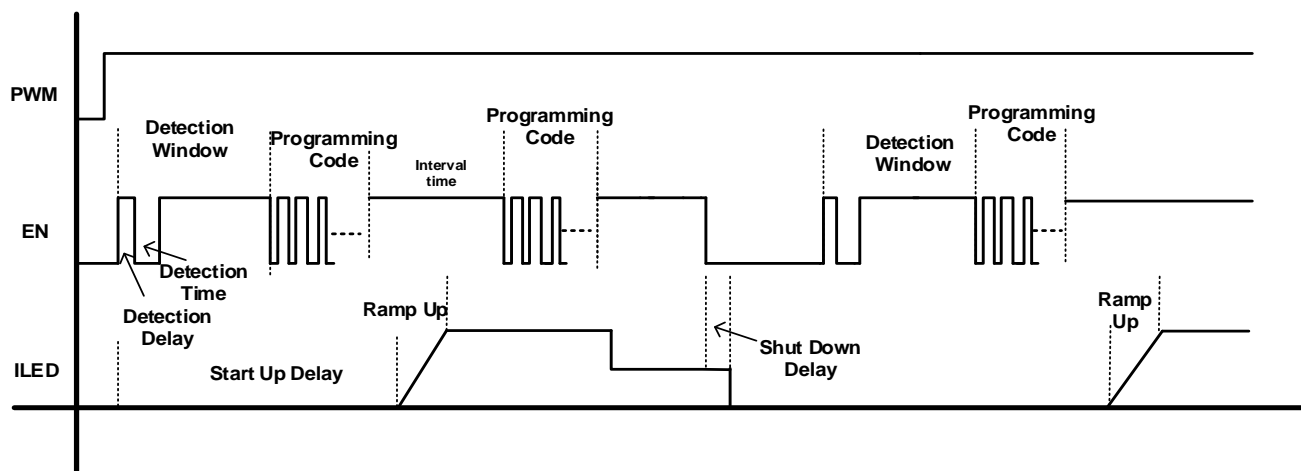 PWM
Detection
Window
Programming
Code
Interval
time
Programming
Code
Detection
Window
Programming
Code
EN
Detection
Time
Detection
Delay
Ramp Up
Ramp
Up
Shut Down
Delay
ILED
Start Up Delay